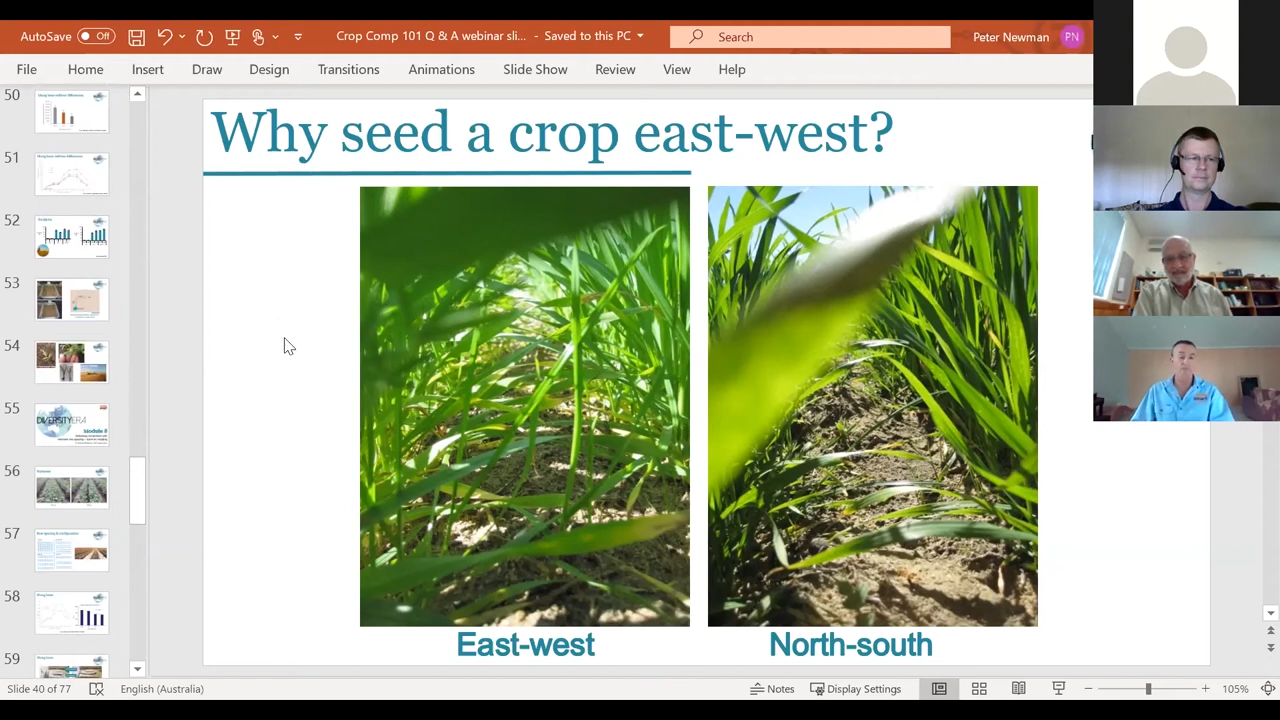 AutoSave Off Crop Comp 101 Q & A webinar sli... - Saved to this PC Search Peter Newman PN
File Home Insert Draw Design Transitions Animations Slide Show Review View Help
50
51
52
53
54
55
DIVERSITY ERA
Module 8
56
57
58
59
Why seed a crop east-west?
East-west North-south
Slide 40 of 77 English (Australia) Notes Display Settings 105%